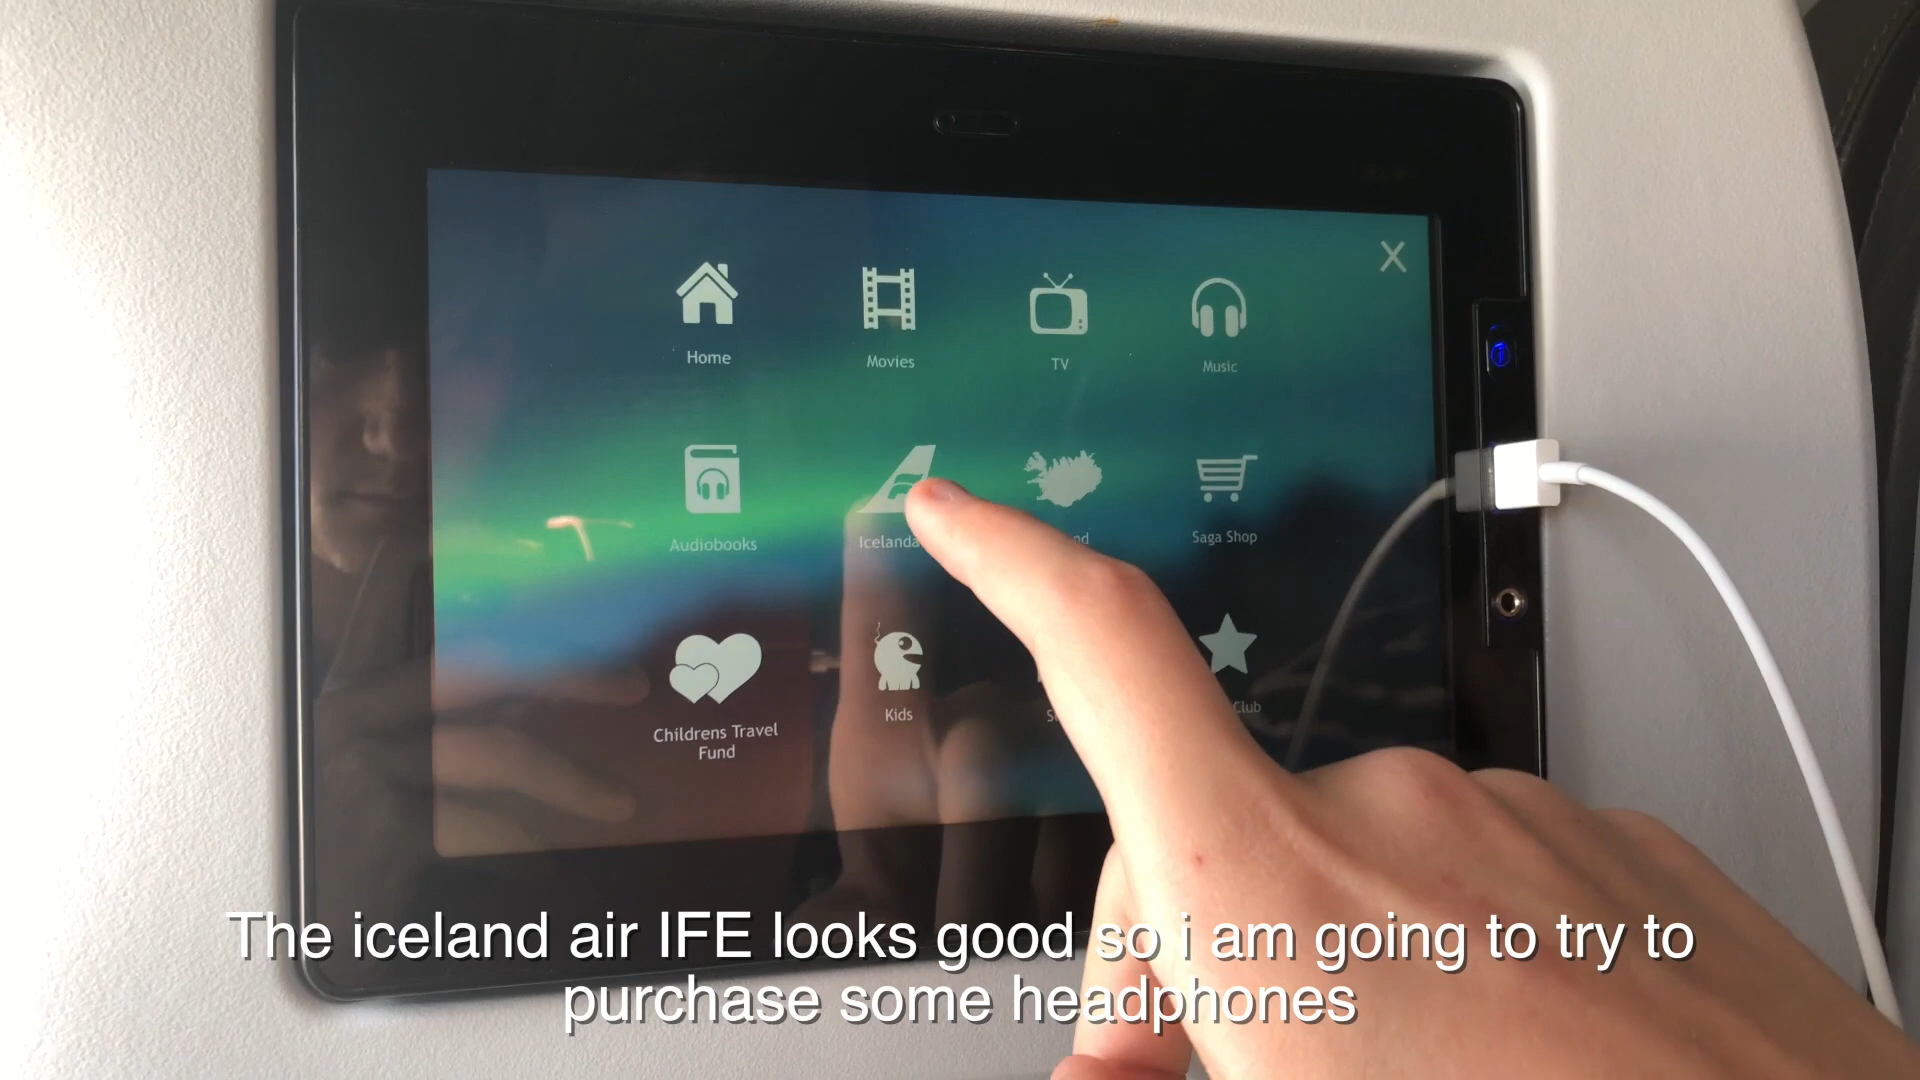 X
Home
Movies
TV
Music
Audiobooks
Saga Shop
Childrens Travel
Fund
Kids
Club
The iceland air IFE looks good so i am going to try to
purchase some headphones